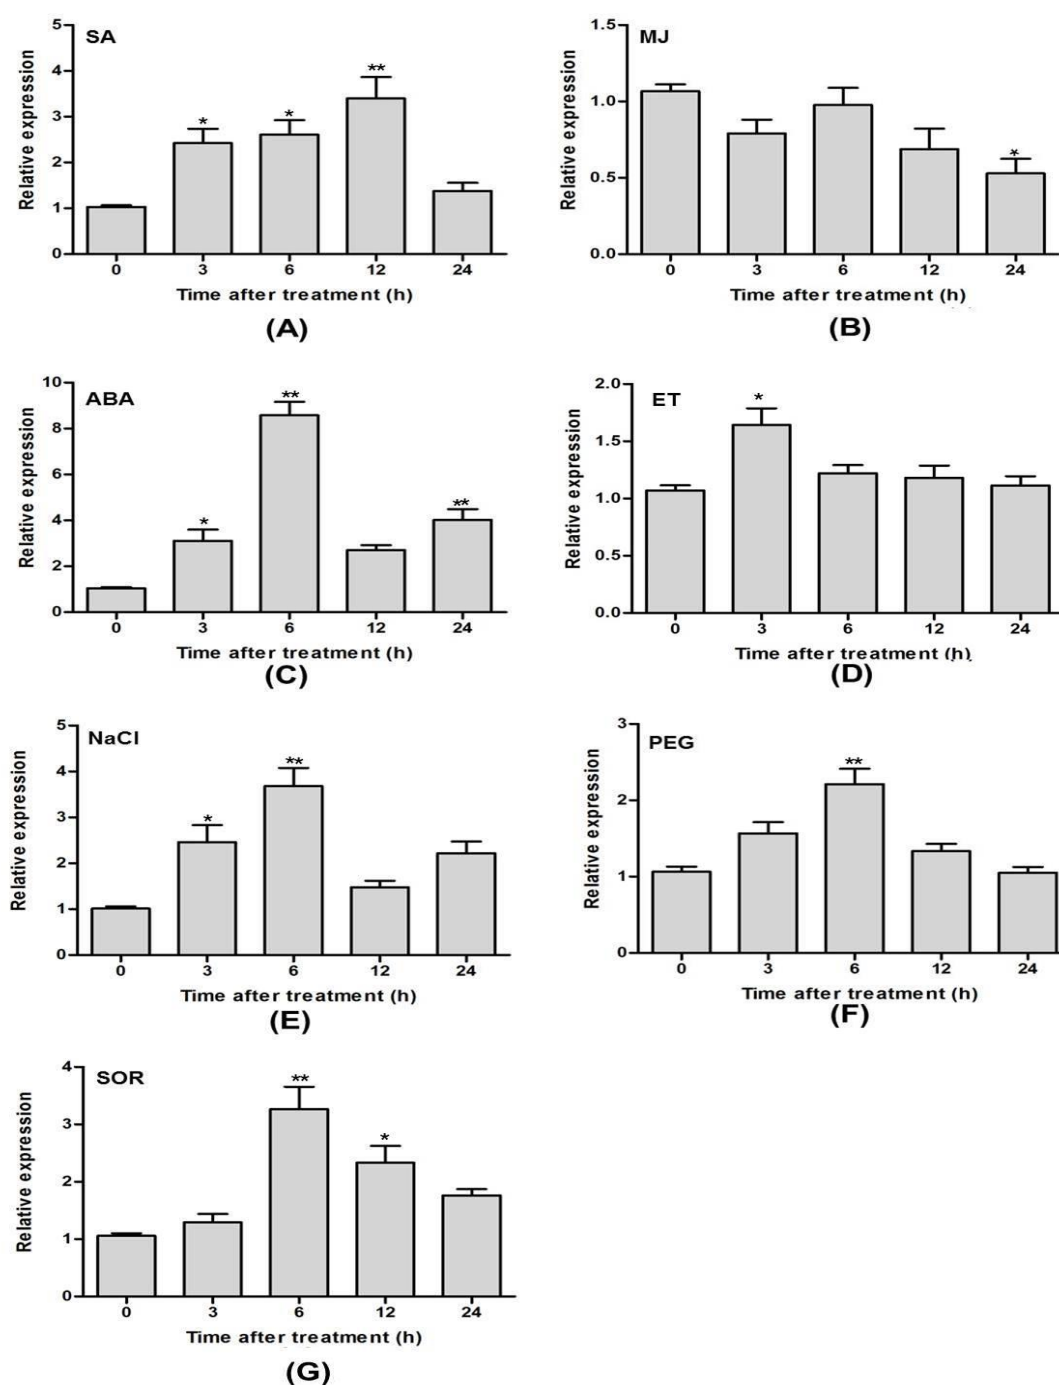 SA
Relative expression
5
4
3
2
1
0
*
*
**
0 3 6 12 24
Time after treatment (h)
(A)
MJ
Relative expression
1.5
1.0
0.5
0.0
*
0 3 6 12 24
Time after treatment (h)
(B)
ABA
Relative expression
10
8
6
4
2
0
*
**
**
0 3 6 12 24
Time after treatment (h)
(C)
ET
Relative expression
2.0
1.5
1.0
0.5
0.0
*
0 3 6 12 24
Time after treatment (h)
(D)
NaCl
Relative expression
5
4
3
2
1
0
*
**
0 3 6 12 24
Time after treatment (h)
(E)
PEG
Relative expression
3
2
1
0
**
0 3 6 12 24
Time after treatment (h)
(F)
SOR
Relative expression
4
3
2
1
0
**
*
0 3 6 12 24
Time after treatment (h)
(G)